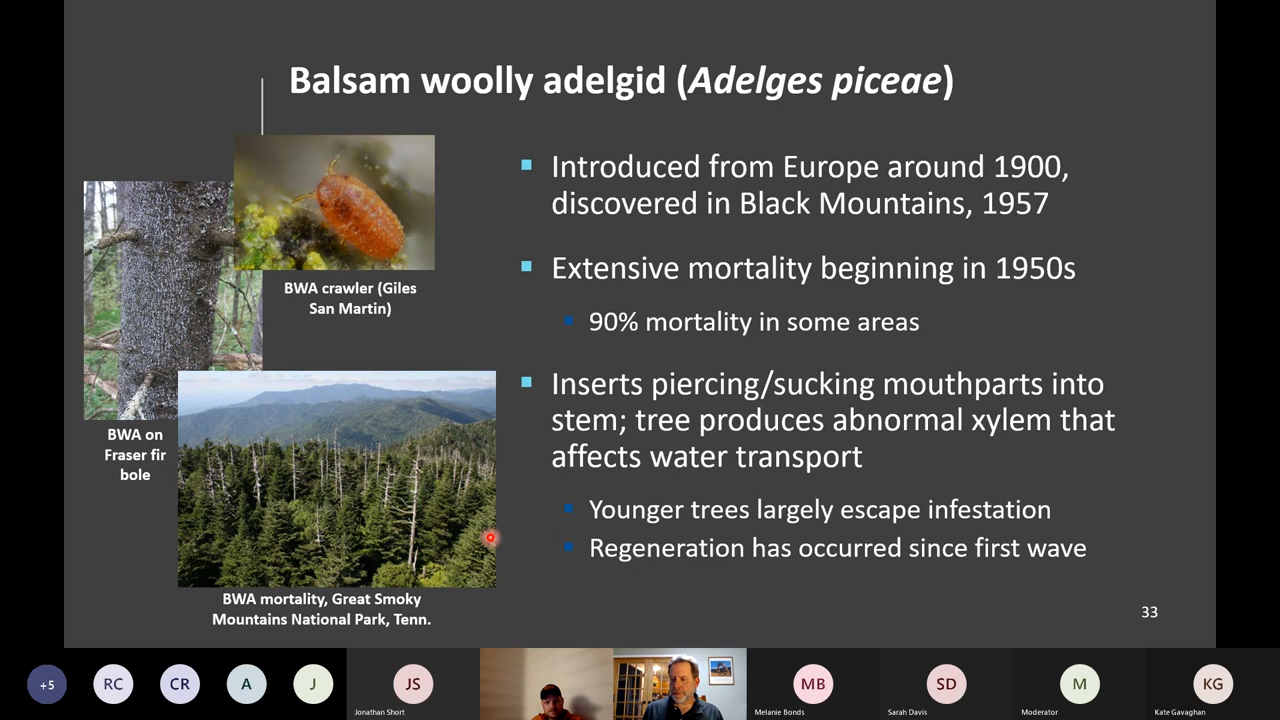 Balsam woolly adelgid (Adelges piceae)
BWA crawler (Giles
San Martin)
BWA on
Fraser fir
bole
BWA mortality, Great Smoky
Mountains National Park, Tenn.
Introduced from Europe around 1900,
discovered in Black Mountains, 1957
Extensive mortality beginning in 1950s
90% mortality in some areas
Inserts piercing/sucking mouthparts into
stem; tree produces abnormal xylem that
affects water transport
Younger trees largely escape infestation
Regeneration has occurred since first wave
33
+5
RC
CR
A
J
JS
Jonathan Short
MB
Melanie Bonds
SD
Sarah Davis
M
Moderator
KG
Kate Gavaghan